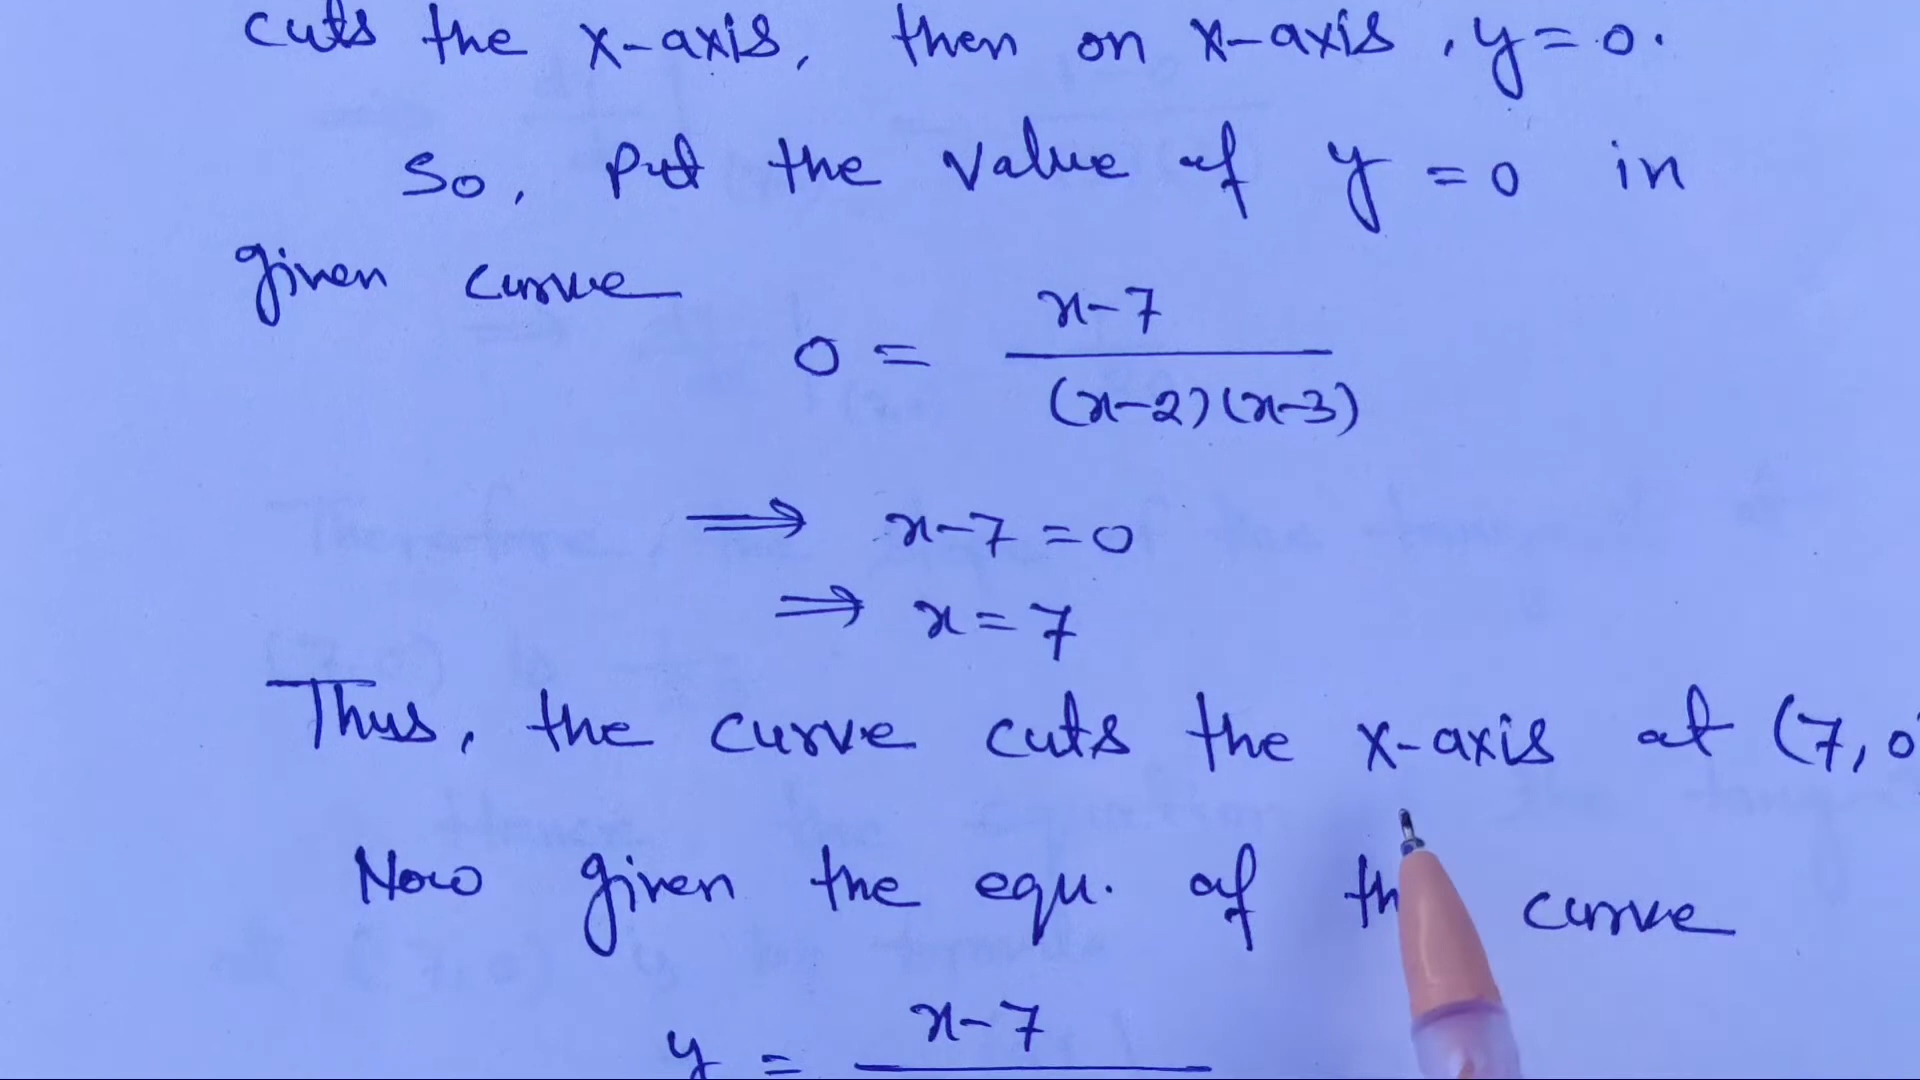 cuts the x-axis, then on x-axis, y=0.
So, put the value of y=0 in
given curve
0 = x-7 / (x-2)(x-3)
⟹ x-7=0
⟹ x=7
Thus, the curve cuts the x-axis at (7,0
Now given the equ. of th curve
y = x-7